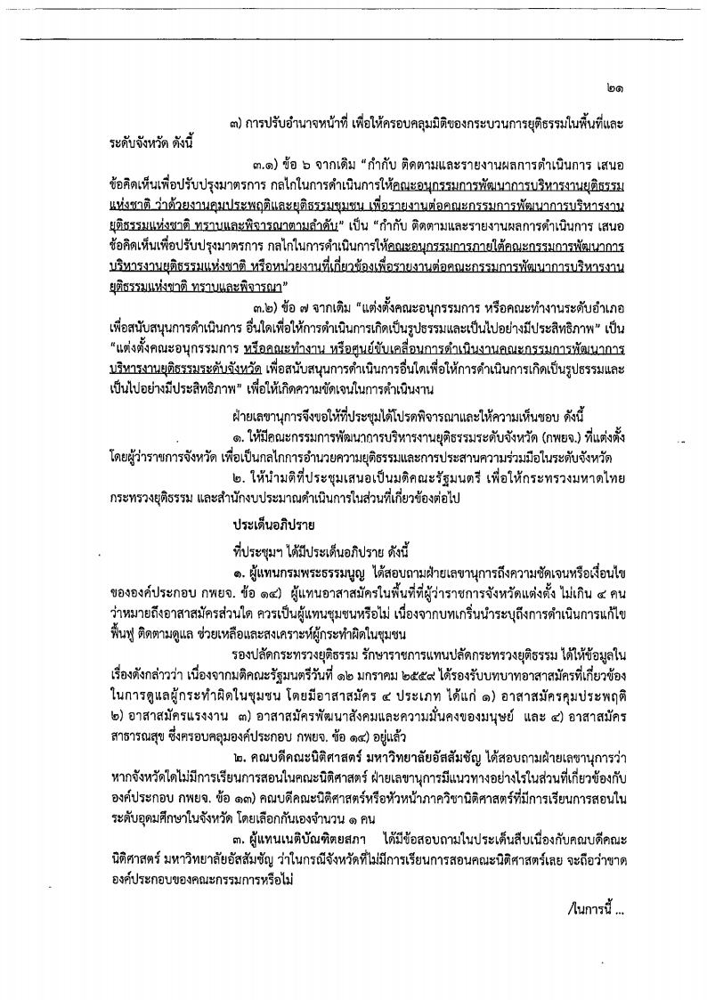 ๒๑
๓) การปรับอำนาจหน้าที่ เพื่อให้ครอบคลุมมิติของกระบวนการยุติธรรมในพื้นที่และ
ระดับจังหวัด ดังนี้
๓.๑) ข้อ ๖ จากเดิม “กำกับ ติดตามและรายงานผลการดำเนินการ เสนอ
ข้อคิดเห็นเพื่อปรับปรุงมาตรการ กลไกในการดำเนินการให้คณะอนุกรรมการพัฒนาการบริหารงานยุติธรรม
แห่งชาติ ว่าด้วยงานคุมประพฤติและยุติธรรมชุมชน เพื่อรายงานต่อคณะกรรมการพัฒนาการบริหารงาน
ยุติธรรมแห่งชาติ ทราบและพิจารณาตามลำดับ” เป็น “กำกับ ติดตามและรายงานผลการดำเนินการ เสนอ
ข้อคิดเห็นเพื่อปรับปรุงมาตรการ กลไกในการดำเนินการให้คณะอนุกรรมการภายใต้คณะกรรมการพัฒนาการ
บริหารงานยุติธรรมแห่งชาติ หรือหน่วยงานที่เกี่ยวข้องเพื่อรายงานต่อคณะกรรมการพัฒนาการบริหารงาน
ยุติธรรมแห่งชาติ ทราบและพิจารณา”
๓.๒) ข้อ ๗ จากเดิม “แต่งตั้งคณะอนุกรรมการ หรือคณะทำงานระดับอำเภอ
เพื่อสนับสนุนการดำเนินการ อื่นใดเพื่อให้การดำเนินการเกิดเป็นรูปธรรมและเป็นไปอย่างมีประสิทธิภาพ” เป็น
“แต่งตั้งคณะอนุกรรมการ หรือคณะทำงาน หรือศูนย์ขับเคลื่อนการดำเนินงานคณะกรรมการพัฒนาการ
บริหารงานยุติธรรมระดับจังหวัด เพื่อสนับสนุนการดำเนินการอื่นใดเพื่อให้การดำเนินการเกิดเป็นรูปธรรมและ
เป็นไปอย่างมีประสิทธิภาพ” เพื่อให้เกิดความชัดเจนในการดำเนินงาน
ฝ่ายเลขานุการจึงขอให้ที่ประชุมได้โปรดพิจารณาและให้ความเห็นชอบ ดังนี้
๑. ให้มีคณะกรรมการพัฒนาการบริหารงานยุติธรรมระดับจังหวัด (กพยจ.) ที่แต่งตั้ง
โดยผู้ว่าราชการจังหวัด เพื่อเป็นกลไกการอำนวยความยุติธรรมและการประสานความร่วมมือในระดับจังหวัด
๒. ให้นำมติที่ประชุมเสนอเป็นมติคณะรัฐมนตรี เพื่อให้กระทรวงมหาดไทย
กระทรวงยุติธรรม และสำนักงบประมาณดำเนินการในส่วนที่เกี่ยวข้องต่อไป
ประเด็นอภิปราย
ที่ประชุมฯ ได้มีประเด็นอภิปราย ดังนี้
๑. ผู้แทนกรมพระธรรมนูญ ได้สอบถามฝ่ายเลขานุการถึงความชัดเจนหรือเงื่อนไข
ขององค์ประกอบ กพยจ. ข้อ ๑๔) ผู้แทนอาสาสมัครในพื้นที่ที่ผู้ว่าราชการจังหวัดแต่งตั้ง ไม่เกิน ๔ คน
ว่าหมายถึงอาสาสมัครส่วนใด ควรเป็นผู้แทนชุมชนหรือไม่ เนื่องจากบทเกริ่นนำระบุถึงการดำเนินการแก้ไข
ฟื้นฟู ติดตามดูแล ช่วยเหลือและสงเคราะห์ผู้กระทำผิดในชุมชน
รองปลัดกระทรวงยุติธรรม รักษาราชการแทนปลัดกระทรวงยุติธรรม ได้ให้ข้อมูลใน
เรื่องดังกล่าวว่า เนื่องจากมติคณะรัฐมนตรีวันที่ ๑๒ มกราคม ๒๕๕๙ ได้รองรับบทบาทอาสาสมัครที่เกี่ยวข้อง
ในการดูแลผู้กระทำผิดในชุมชน โดยมีอาสาสมัคร ๔ ประเภท ได้แก่ ๑) อาสาสมัครคุมประพฤติ
๒) อาสาสมัครแรงงาน ๓) อาสาสมัครพัฒนาสังคมและความมั่นคงของมนุษย์ และ ๔) อาสาสมัคร
สาธารณสุข ซึ่งครอบคลุมองค์ประกอบ กพยจ. ข้อ ๑๔) อยู่แล้ว
๒. คณบดีคณะนิติศาสตร์ มหาวิทยาลัยอัสสัมชัญ ได้สอบถามฝ่ายเลขานุการว่า
หากจังหวัดใดไม่มีการเรียนการสอนในคณะนิติศาสตร์ ฝ่ายเลขานุการมีแนวทางอย่างไรในส่วนที่เกี่ยวข้องกับ
องค์ประกอบ กพยจ. ข้อ ๑๓) คณบดีคณะนิติศาสตร์หรือหัวหน้าภาควิชานิติศาสตร์ที่มีการเรียนการสอนใน
ระดับอุดมศึกษาในจังหวัด โดยเลือกกันเองจำนวน ๑ คน
๓. ผู้แทนเนติบัณฑิตยสภา ได้มีข้อสอบถามในประเด็นสืบเนื่องกับคณบดีคณะ
นิติศาสตร์ มหาวิทยาลัยอัสสัมชัญ ว่าในกรณีจังหวัดที่ไม่มีการเรียนการสอนคณะนิติศาสตร์เลย จะถือว่าขาด
องค์ประกอบของคณะกรรมการหรือไม่
/ในการนี้ ...